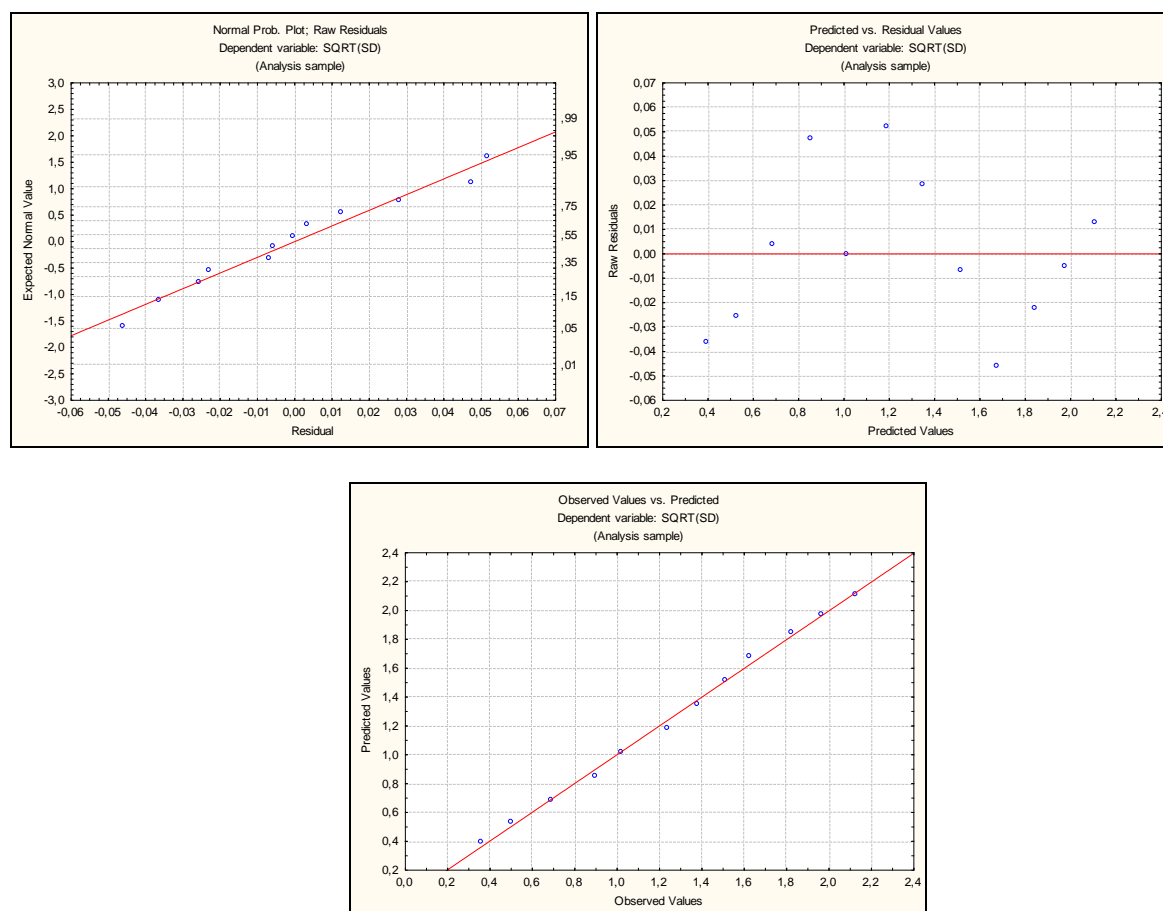 Normal Prob. Plot; Raw Residuals
Dependent variable: SQRT(SD)
(Analysis sample)
3,0
2,5
2,0
1,5
1,0
0,5
0,0
-0,5
-1,0
-1,5
-2,0
-2,5
-3,0
Expected Normal Value
,99
,95
,75
,55
,35
,15
,05
,01
-0,06 -0,04 -0,03 -0,02 -0,01 0,00 0,01 0,03 0,04 0,05 0,06 0,07
Residual
Predicted vs. Residual Values
Dependent variable: SQRT(SD)
(Analysis sample)
0,07
0,06
0,05
0,04
0,03
0,02
0,01
0,00
-0,01
-0,02
-0,03
-0,04
-0,05
-0,06
Raw Residuals
0,2 0,4 0,6 0,8 1,0 1,2 1,4 1,6 1,8 2,0 2,2 2,4
Predicted Values
Observed Values vs. Predicted
Dependent variable: SQRT(SD)
(Analysis sample)
2,4
2,2
2,0
1,8
1,6
1,4
1,2
1,0
0,8
0,6
0,4
0,2
Predicted Values
0,0 0,2 0,4 0,6 0,8 1,0 1,2 1,4 1,6 1,8 2,0 2,2 2,4
Observed Values